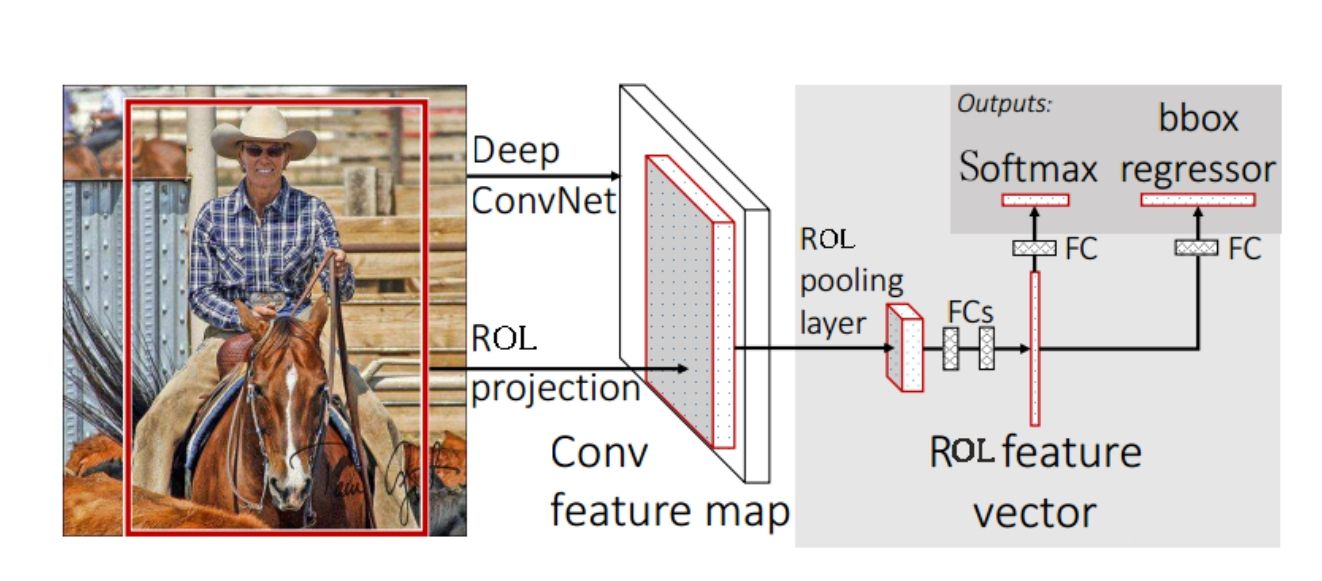 Deep
ConvNet
ROL
projection
Conv
feature map
ROL
pooling
layer
FCs
ROL feature
vector
Outputs:
Softmax
FC
bbox
regressor
FC